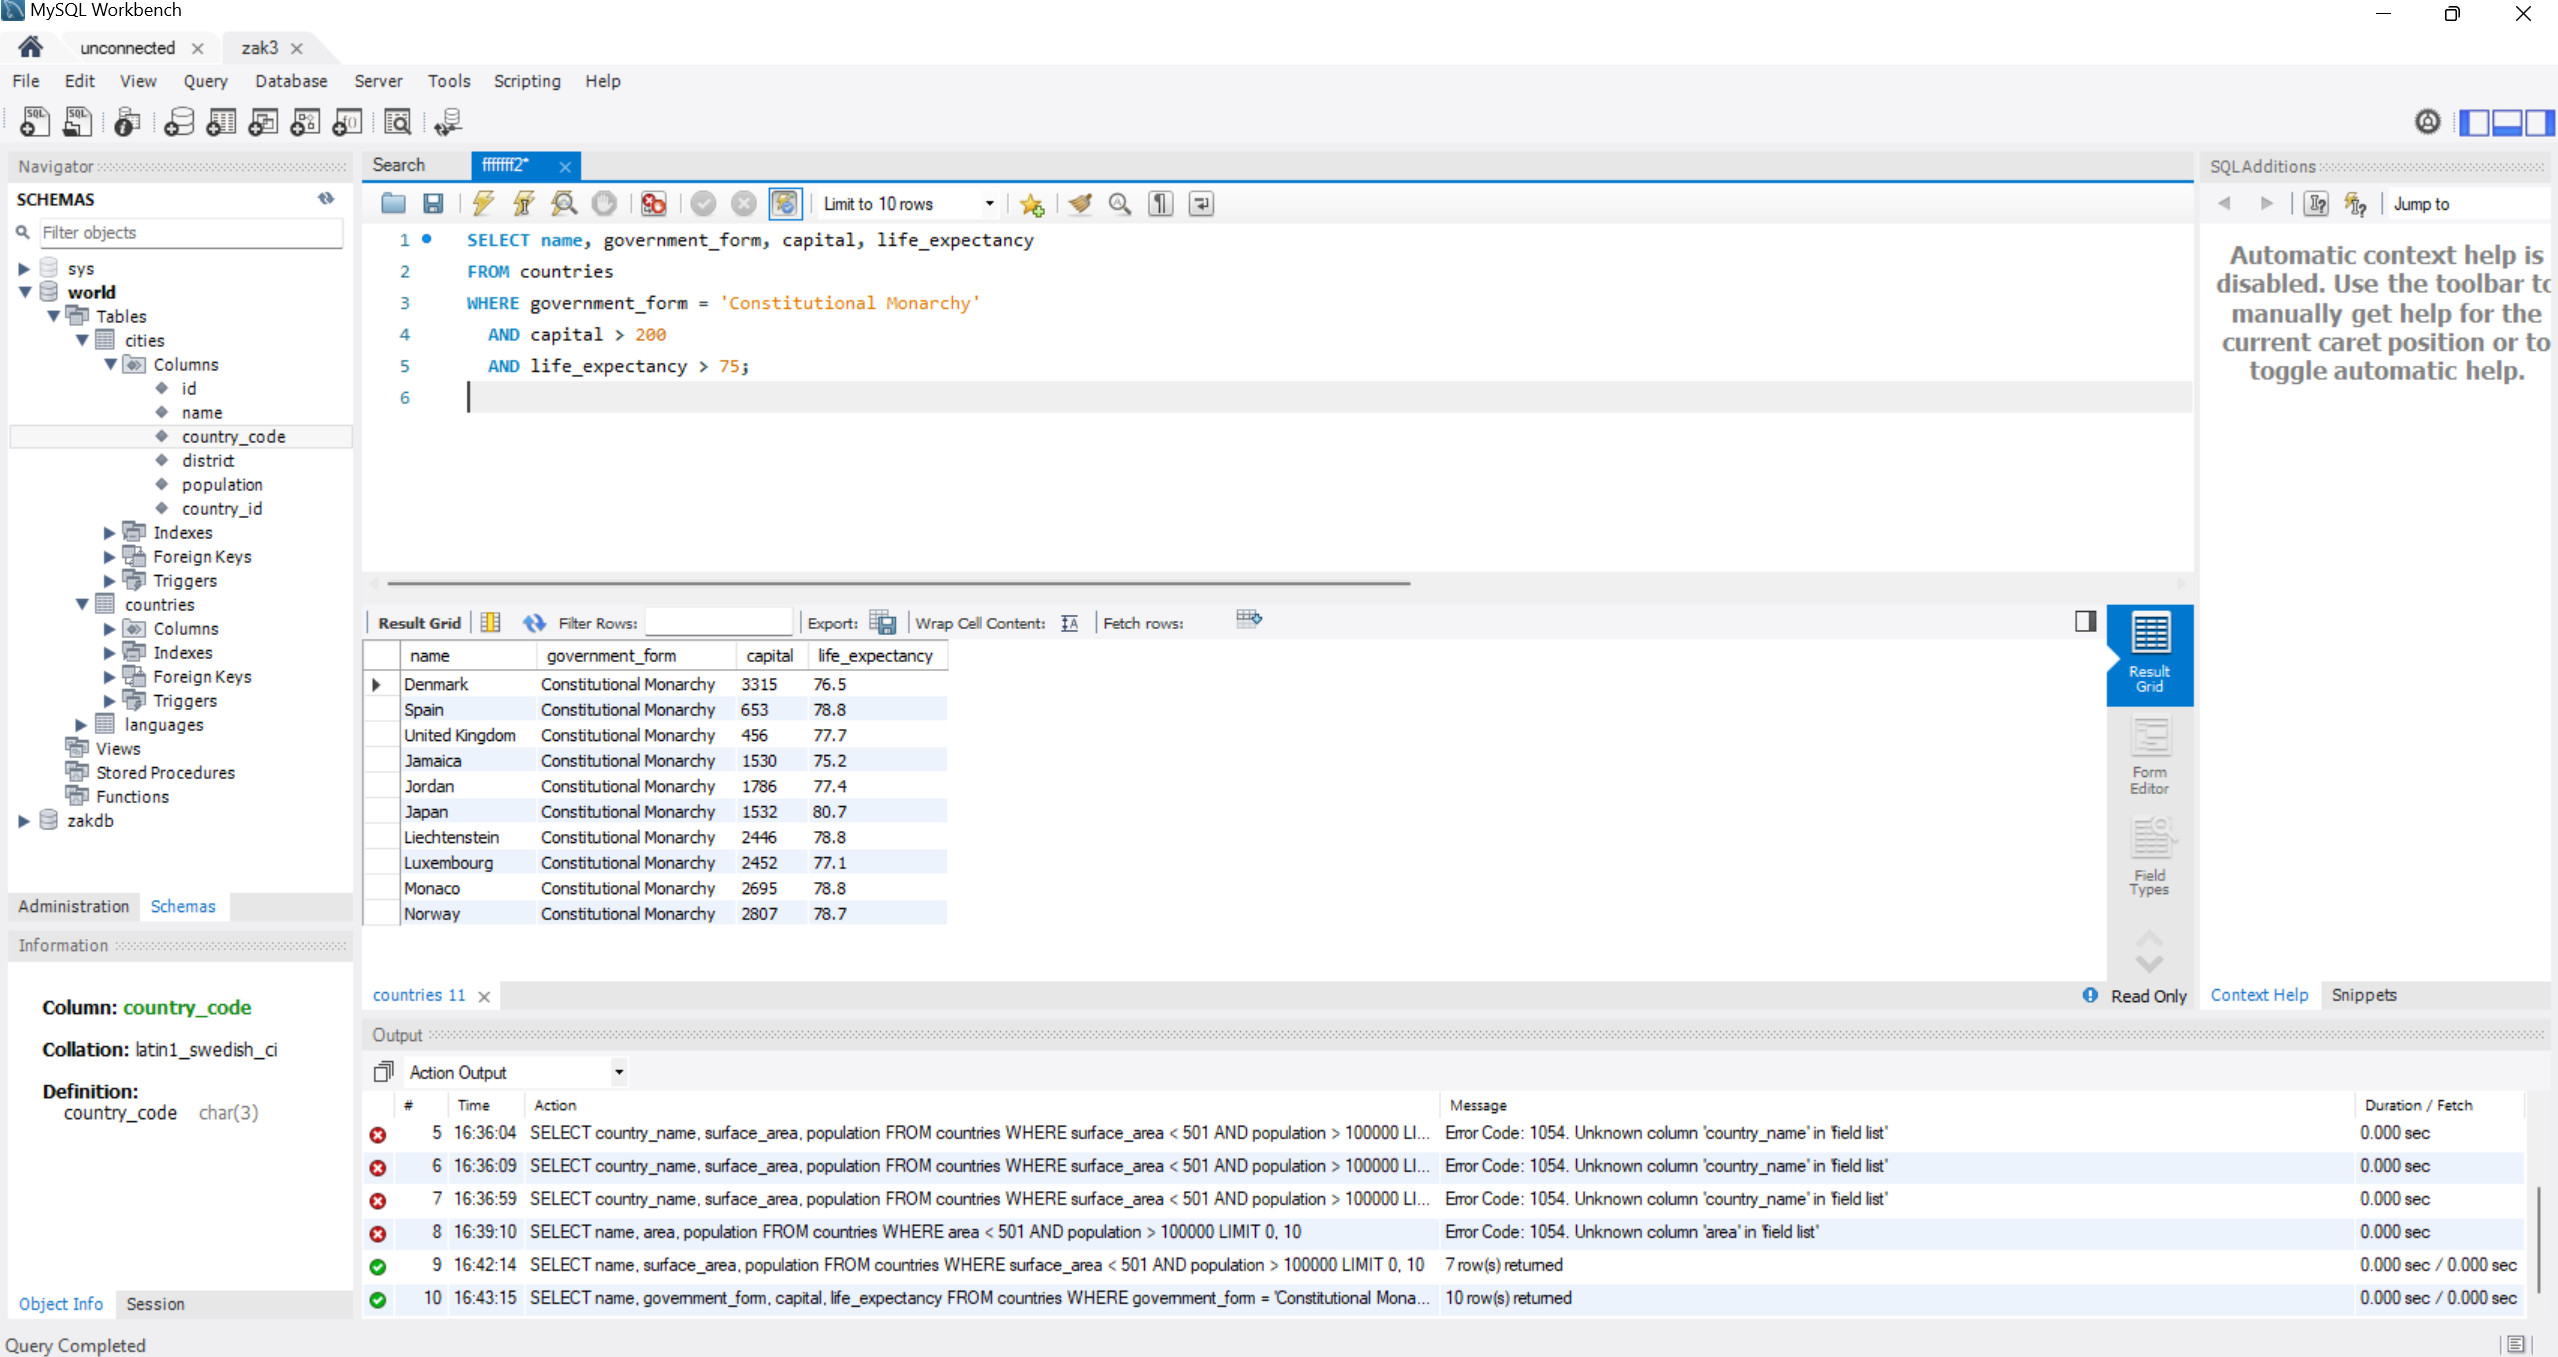 MySQL Workbench
unconnected
zak3
File Edit View Query Database Server Tools Scripting Help
Navigator
SCHEMAS
Filter objects
sys
world
Tables
cities
Columns
id
name
country_code
district
population
country_id
Indexes
Foreign Keys
Triggers
countries
Columns
Indexes
Foreign Keys
Triggers
languages
Views
Stored Procedures
Functions
zakdb
Administration Schemas
Information
Column: country_code
Collation: latin1_swedish_ci
Definition:
country_code char(3)
Object Info Session
Query Completed
Search
fffffff2*
Limit to 10 rows
1 SELECT name, government_form, capital, life_expectancy
2 FROM countries
3 WHERE government_form = 'Constitutional Monarchy'
4 AND capital > 200
5 AND life_expectancy > 75;
6
Result Grid Filter Rows: Export: Wrap Cell Content: Fetch rows:
name government_form capital life_expectancy
Denmark Constitutional Monarchy 3315 76.5
Spain Constitutional Monarchy 653 78.8
United Kingdom Constitutional Monarchy 456 77.7
Jamaica Constitutional Monarchy 1530 75.2
Jordan Constitutional Monarchy 1786 77.4
Japan Constitutional Monarchy 1532 80.7
Liechtenstein Constitutional Monarchy 2446 78.8
Luxembourg Constitutional Monarchy 2452 77.1
Monaco Constitutional Monarchy 2695 78.8
Norway Constitutional Monarchy 2807 78.7
Result
Grid
Form
Editor
Field
Types
countries 11
Read Only
SQLAdditions
Jump to
Automatic context help is
disabled. Use the toolbar to
manually get help for the
current caret position or to
toggle automatic help.
Context Help Snippets
Output
Action Output
# Time Action Message Duration / Fetch
5 16:36:04 SELECT country_name, surface_area, population FROM countries WHERE surface_area < 501 AND population > 100000 LI... Error Code: 1054. Unknown column 'country_name' in 'field list' 0.000 sec
6 16:36:09 SELECT country_name, surface_area, population FROM countries WHERE surface_area < 501 AND population > 100000 LI... Error Code: 1054. Unknown column 'country_name' in 'field list' 0.000 sec
7 16:36:59 SELECT country_name, surface_area, population FROM countries WHERE surface_area < 501 AND population > 100000 LI... Error Code: 1054. Unknown column 'country_name' in 'field list' 0.000 sec
8 16:39:10 SELECT name, area, population FROM countries WHERE area < 501 AND population > 100000 LIMIT 0, 10 Error Code: 1054. Unknown column 'area' in 'field list' 0.000 sec
9 16:42:14 SELECT name, surface_area, population FROM countries WHERE surface_area < 501 AND population > 100000 LIMIT 0, 10 7 row(s) returned 0.000 sec / 0.000 sec
10 16:43:15 SELECT name, government_form, capital, life_expectancy FROM countries WHERE government_form = 'Constitutional Mona... 10 row(s) returned 0.000 sec / 0.000 sec